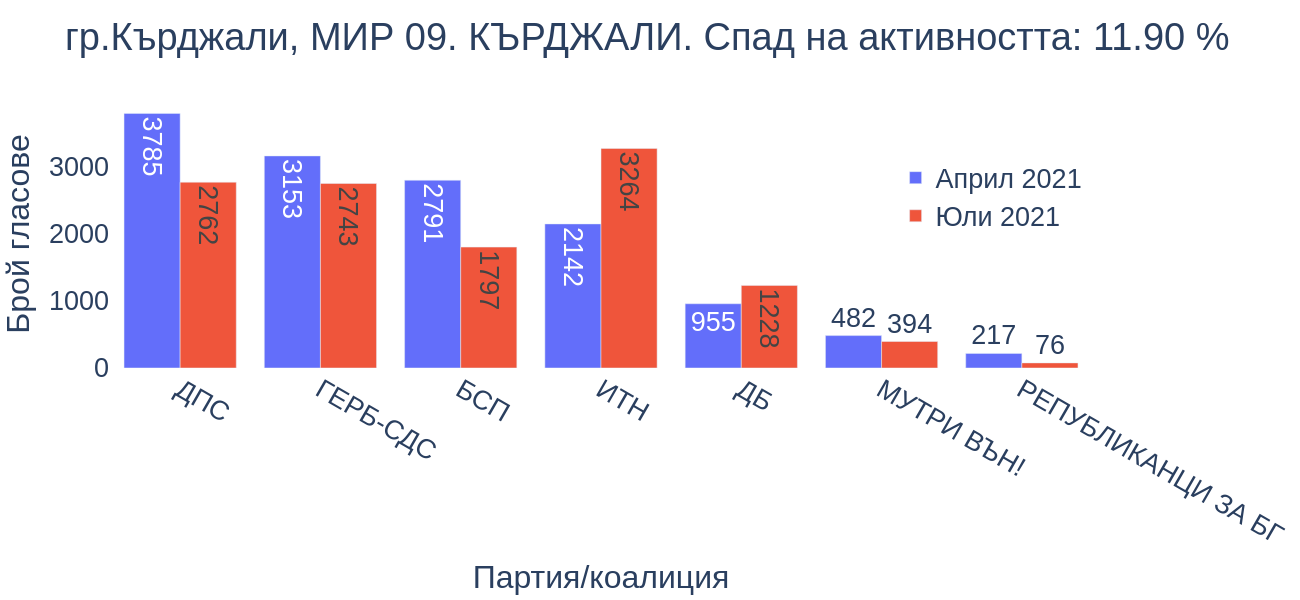 гр.Кърджали, МИР 09. КЪРДЖАЛИ. Спад на активността: 11.90 %
Брой гласове
3000
2000
1000
0
3785
2762
3153
2743
2791
1797
2142
3264
955
1228
482
394
217
76
Април 2021
Юли 2021
ДПС
ГЕРБ-СДС
БСП
ИТН
ДБ
МУТРИ ВЪН!
РЕПУБЛИКАНЦИ ЗА БГ
Партия/коалиция